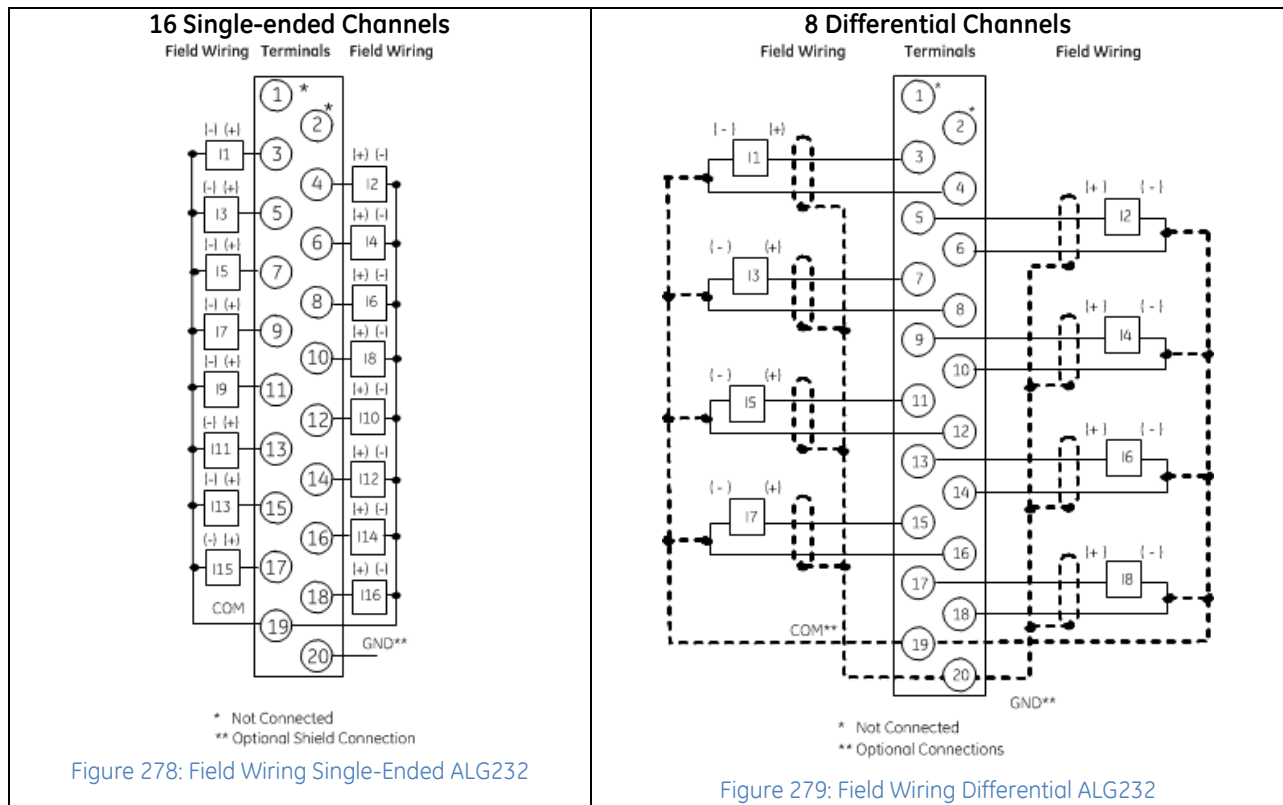 16 Single-ended Channels
Field Wiring Terminals Field Wiring
1 *
2 *
(-) (+)
I1 3
(+) (-)
4 I2
(-) (+)
I3 5
(+) (-)
6 I4
(-) (+)
I5 7
(+) (-)
8 I6
(-) (+)
I7 9
(+) (-)
10 I8
(-) (+)
I9 11
(+) (-)
12 I10
(-) (+)
I11 13
14 I12
(-) (+)
I13 15
(+) (-)
16 I14
(-) (+)
I15 17
(+) (-)
18 I16
COM
19
GND**
20
* Not Connected
** Optional Shield Connection
Figure 278: Field Wiring Single-Ended ALG232
8 Differential Channels
Field Wiring Terminals Field Wiring
1 *
2 *
(-) (+)
I1 3
4
(+) (-)
5 I2
6
(-) (+)
I3 7
8
(+) (-)
9 I4
10
(-) (+)
I5 11
12
(+) (-)
13 I6
14
(-) (+)
I7 15
16
(+) (-)
17 I8
18
COM**
19
20
GND**
* Not Connected
** Optional Connections
Figure 279: Field Wiring Differential ALG232